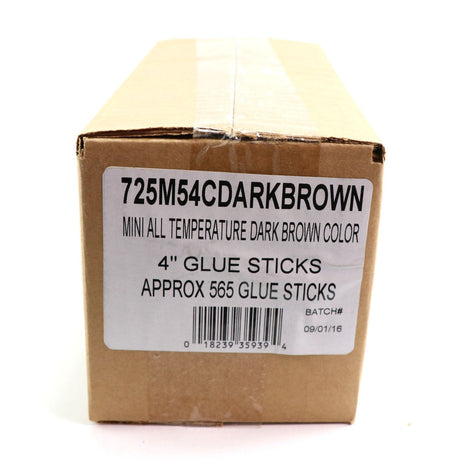 725M54CDARKBROWN
MINI ALL TEMPERATURE DARK BROWN COLOR
4" GLUE STICKS
APPROX 565 GLUE STICKS
BATCH#
09/01/16
0 18239 35939 4